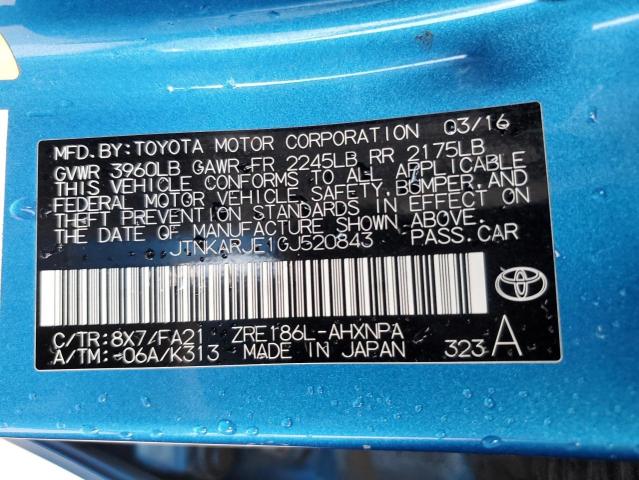 MFD.BY:TOYOTA MOTOR CORPORATION 03/16
GVWR 3960LB GAWR FR 2245LB RR 2175LB
THIS VEHICLE CONFORMS TO ALL APPLICABLE
FEDERAL MOTOR VEHICLE SAFETY,BUMPER,AND
THEFT PREVENTION STANDARDS IN EFFECT ON
THE DATE OF MANUFACTURE SHOWN ABOVE.
JTNKARJE1GJ520843 PASS.CAR
C/TR:8X7/FA21 ZRE186L-AHXNPA
A/TM:-06A/K313 MADE IN JAPAN 323 A